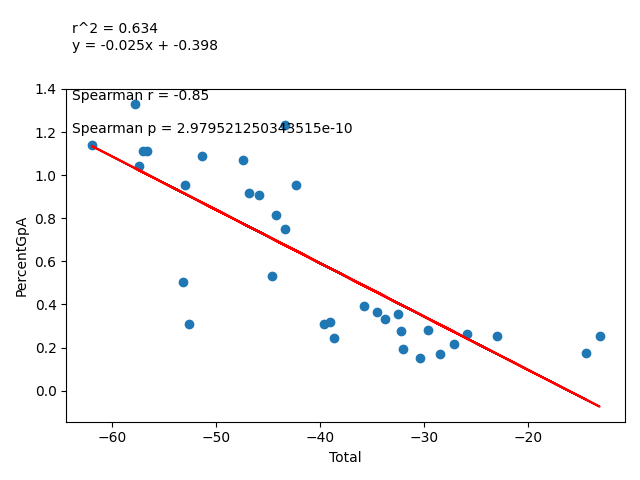 r^2 = 0.634
y = -0.025x + -0.398
Spearman r = -0.85
Spearman p = 2.979521250343515e-10
1.4
1.2
1.0
0.8
0.6
0.4
0.2
0.0
PercentGpA
−60
−50
−40
−30
−20
Total